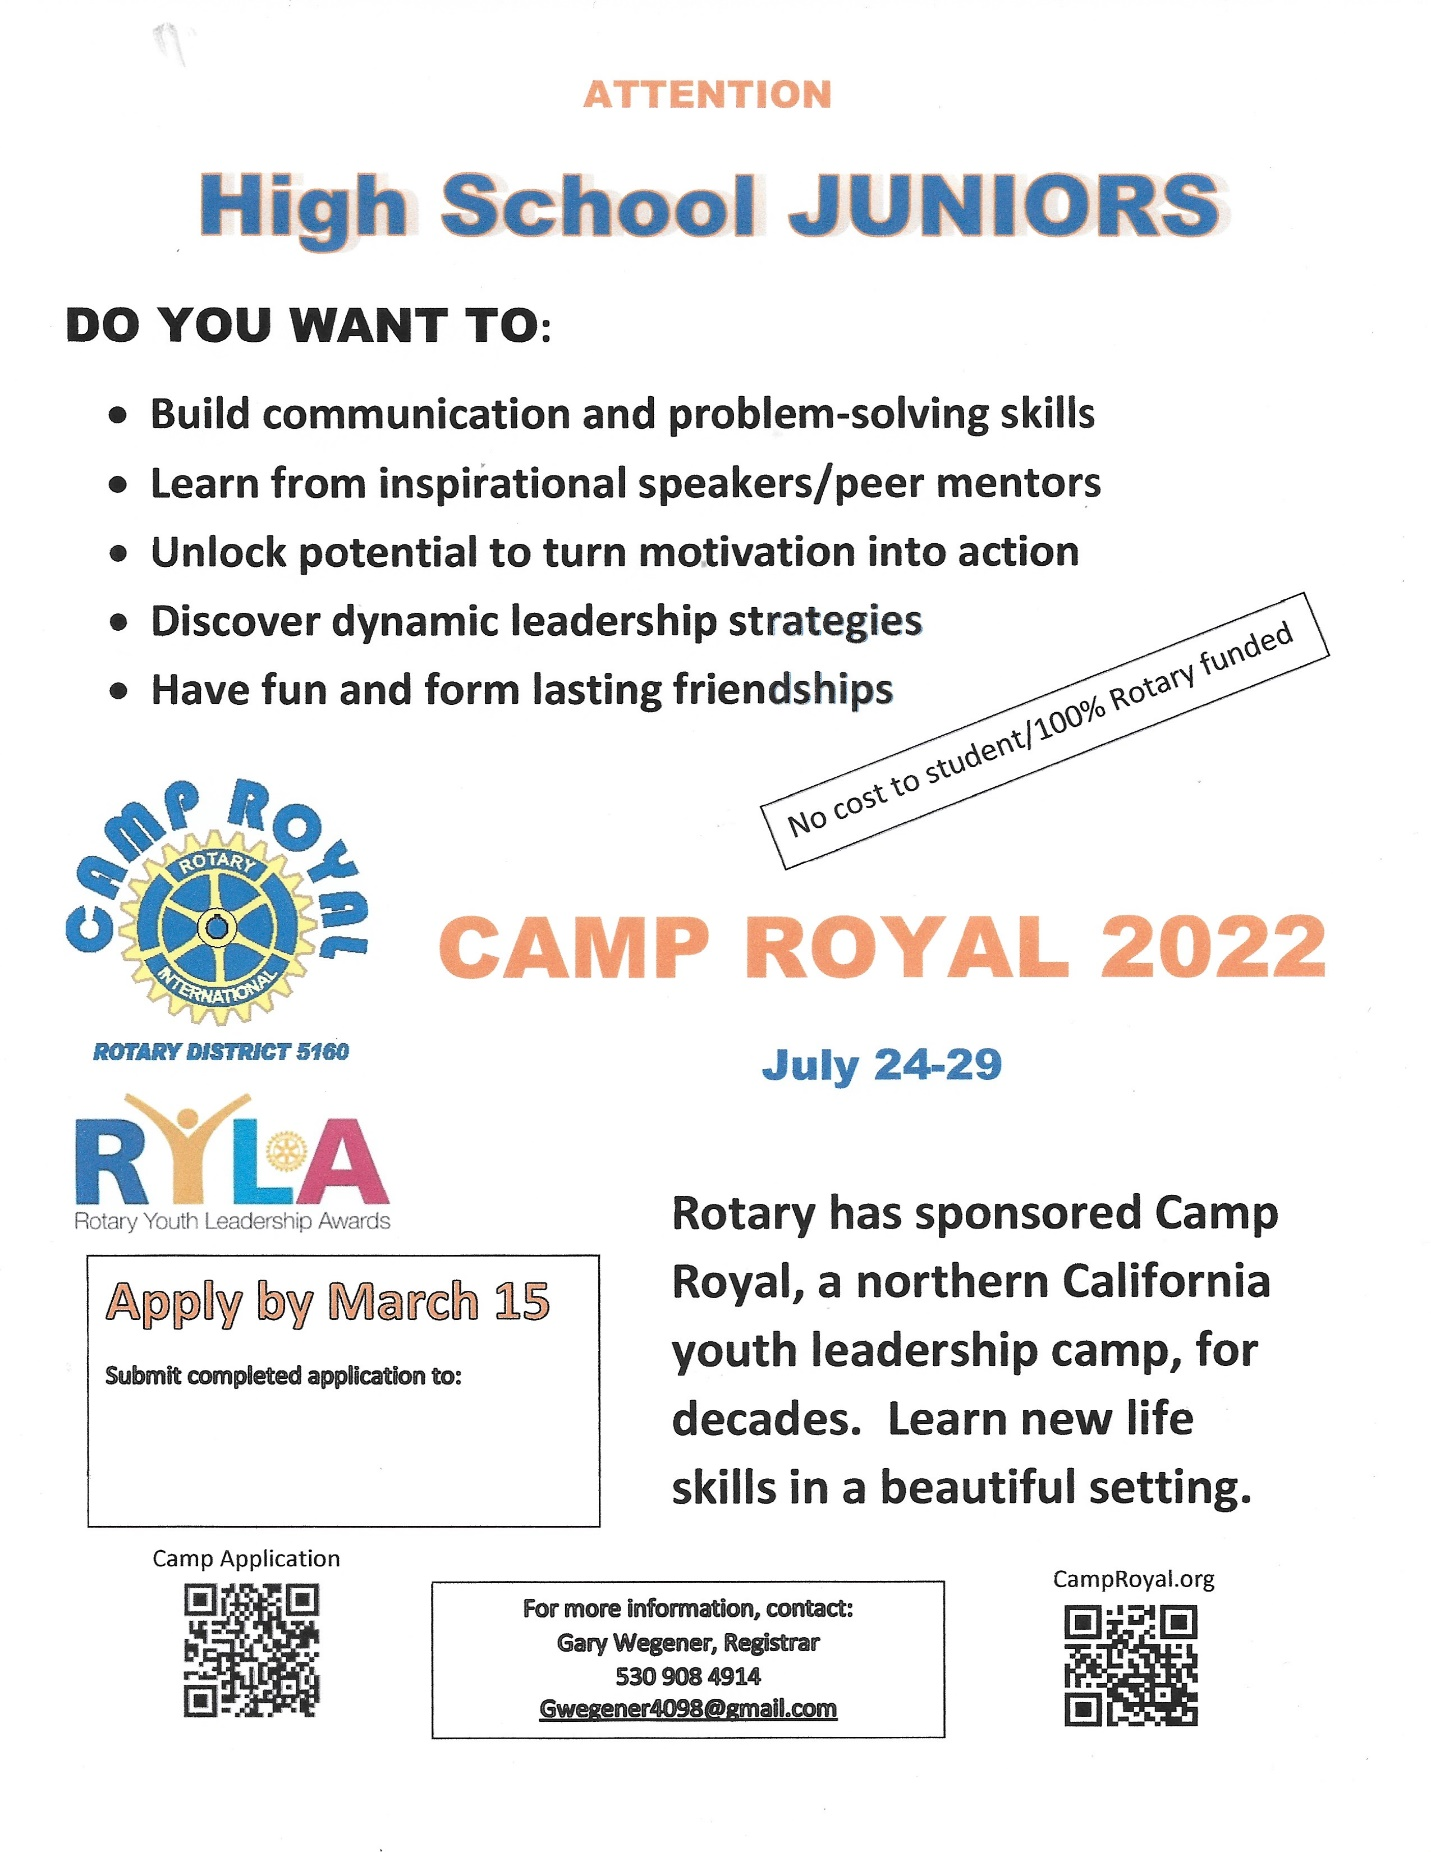 ATTENTION
High School JUNIORS
DO YOU WANT TO:
• Build communication and problem-solving skills
• Learn from inspirational speakers/peer mentors
• Unlock potential to turn motivation into action
• Discover dynamic leadership strategies
• Have fun and form lasting friendships
No cost to student/100% Rotary funded
CAMP ROYAL
ROTARY
INTERNATIONAL
ROTARY DISTRICT 5160
CAMP ROYAL 2022
July 24-29
RYLA
Rotary Youth Leadership Awards
Apply by March 15
Submit completed application to:
Rotary has sponsored Camp
Royal, a northern California
youth leadership camp, for
decades.  Learn new life
skills in a beautiful setting.
Camp Application
For more information, contact:
Gary Wegener, Registrar
530 908 4914
Gwegener4098@gmail.com
CampRoyal.org